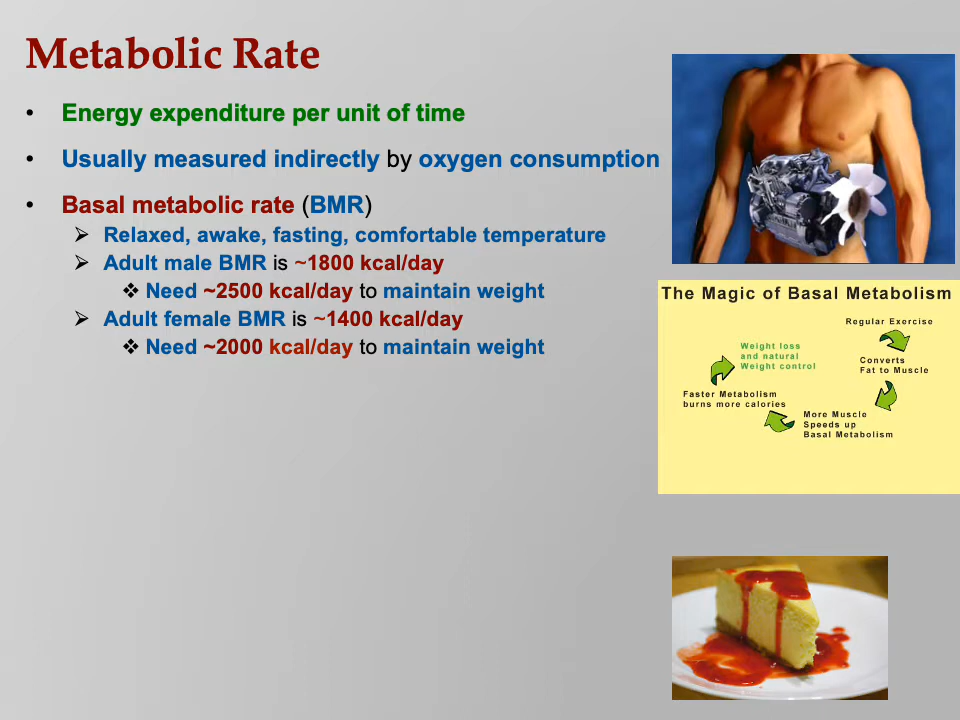 Metabolic Rate
• Energy expenditure per unit of time
• Usually measured indirectly by oxygen consumption
• Basal metabolic rate (BMR)
➢ Relaxed, awake, fasting, comfortable temperature
➢ Adult male BMR is ~1800 kcal/day
❖ Need ~2500 kcal/day to maintain weight
➢ Adult female BMR is ~1400 kcal/day
❖ Need ~2000 kcal/day to maintain weight
The Magic of Basal Metabolism
Regular Exercise
Converts
Fat to Muscle
More Muscle
Speeds up
Basal Metabolism
Faster Metabolism
burns more calories
Weight loss
and natural
Weight control